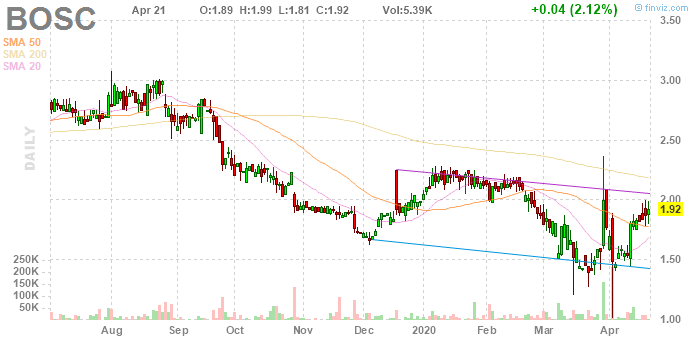 BOSC Apr 21 O:1.89 H:1.99 L:1.81 C:1.92 Vol:5.39K +0.04 (2.12%) © finviz.com
SMA 50
SMA 200
SMA 20
DAILY
3.50
3.00
2.50
2.00
1.92
1.50
1.00
250K
200K
150K
100K
50K
Aug Sep Oct Nov Dec 2020 Feb Mar Apr